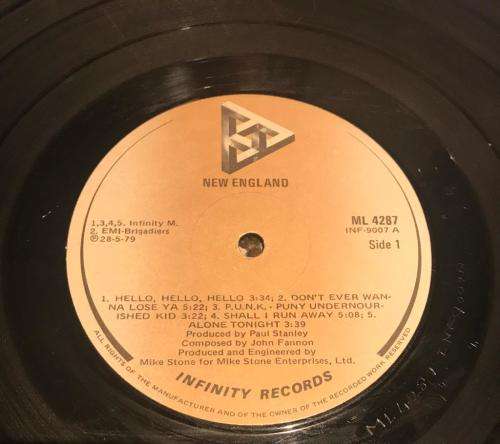 NEW ENGLAND
1,3,4,5. Infinity M.
2. EMI-Brigadiers
℗28-5-79
ML 4287
INF-9007 A
Side 1
1. HELLO, HELLO, HELLO 3:34; 2. DON'T EVER WAN-
NA LOSE YA 5:22; 3. P.U.N.K. - PUNY UNDERNOUR-
ISHED KID 3:22; 4. SHALL I RUN AWAY 5:08; 5.
ALONE TONIGHT 3:39
Produced by Paul Stanley
Composed by John Fannon
Produced and Engineered by
Mike Stone for Mike Stone Enterprises, Ltd.
INFINITY RECORDS
ALL RIGHTS OF THE MANUFACTURER AND OF THE OWNER OF THE RECORDED WORK RESERVED